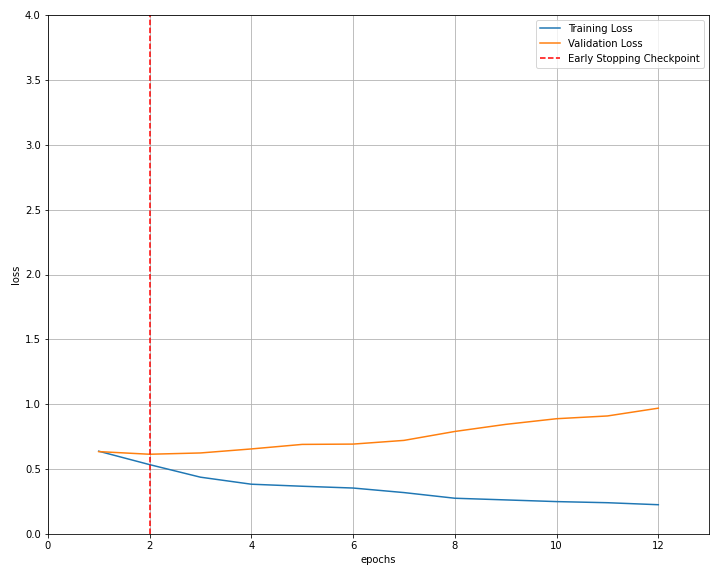 4.0
3.5
3.0
2.5
2.0
1.5
1.0
0.5
0.0
loss
Training Loss
Validation Loss
Early Stopping Checkpoint
0 2 4 6 8 10 12
epochs